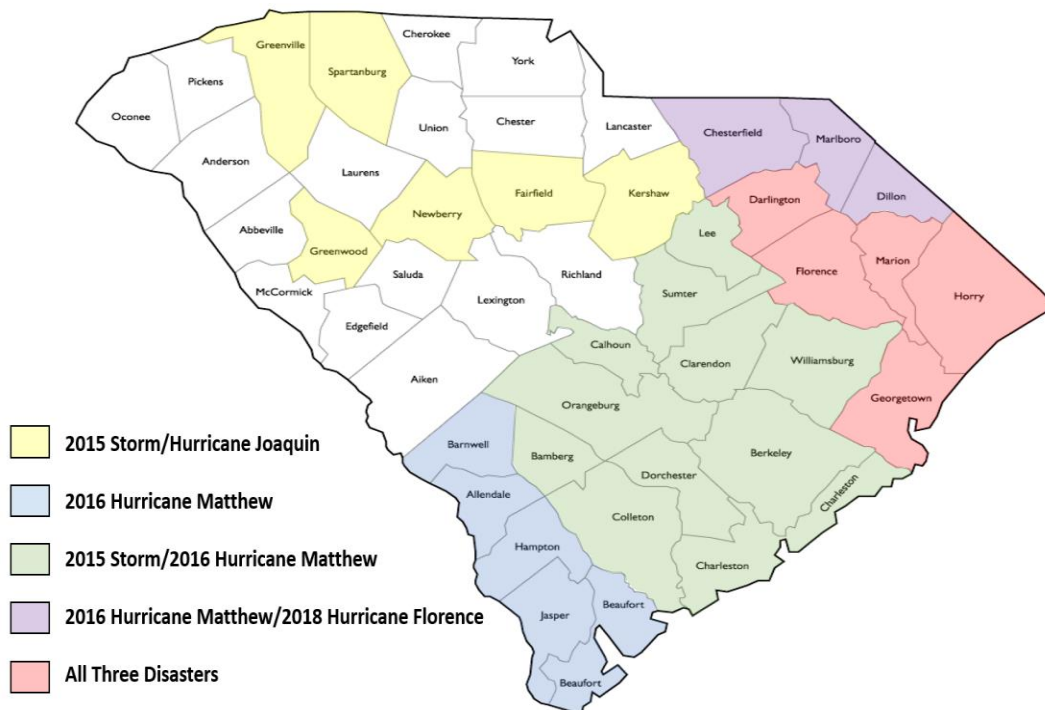 Cherokee
Greenville
York
Spartanburg
Pickens
Oconee
Union
Chester
Lancaster
Chesterfield
Marlboro
Anderson
Laurens
Fairfield
Kershaw
Dillon
Darlington
Newberry
Abbeville
Lee
Greenwood
Marion
Saluda
Richland
Florence
McCormick
Lexington
Sumter
Horry
Edgefield
Calhoun
Clarendon
Williamsburg
Aiken
Georgetown
Orangeburg
Barnwell
Bamberg
Berkeley
Dorchester
Charleston
Allendale
Colleton
Hampton
Charleston
Jasper
Beaufort
Beaufort
2015 Storm/Hurricane Joaquin
2016 Hurricane Matthew
2015 Storm/2016 Hurricane Matthew
2016 Hurricane Matthew/2018 Hurricane Florence
All Three Disasters